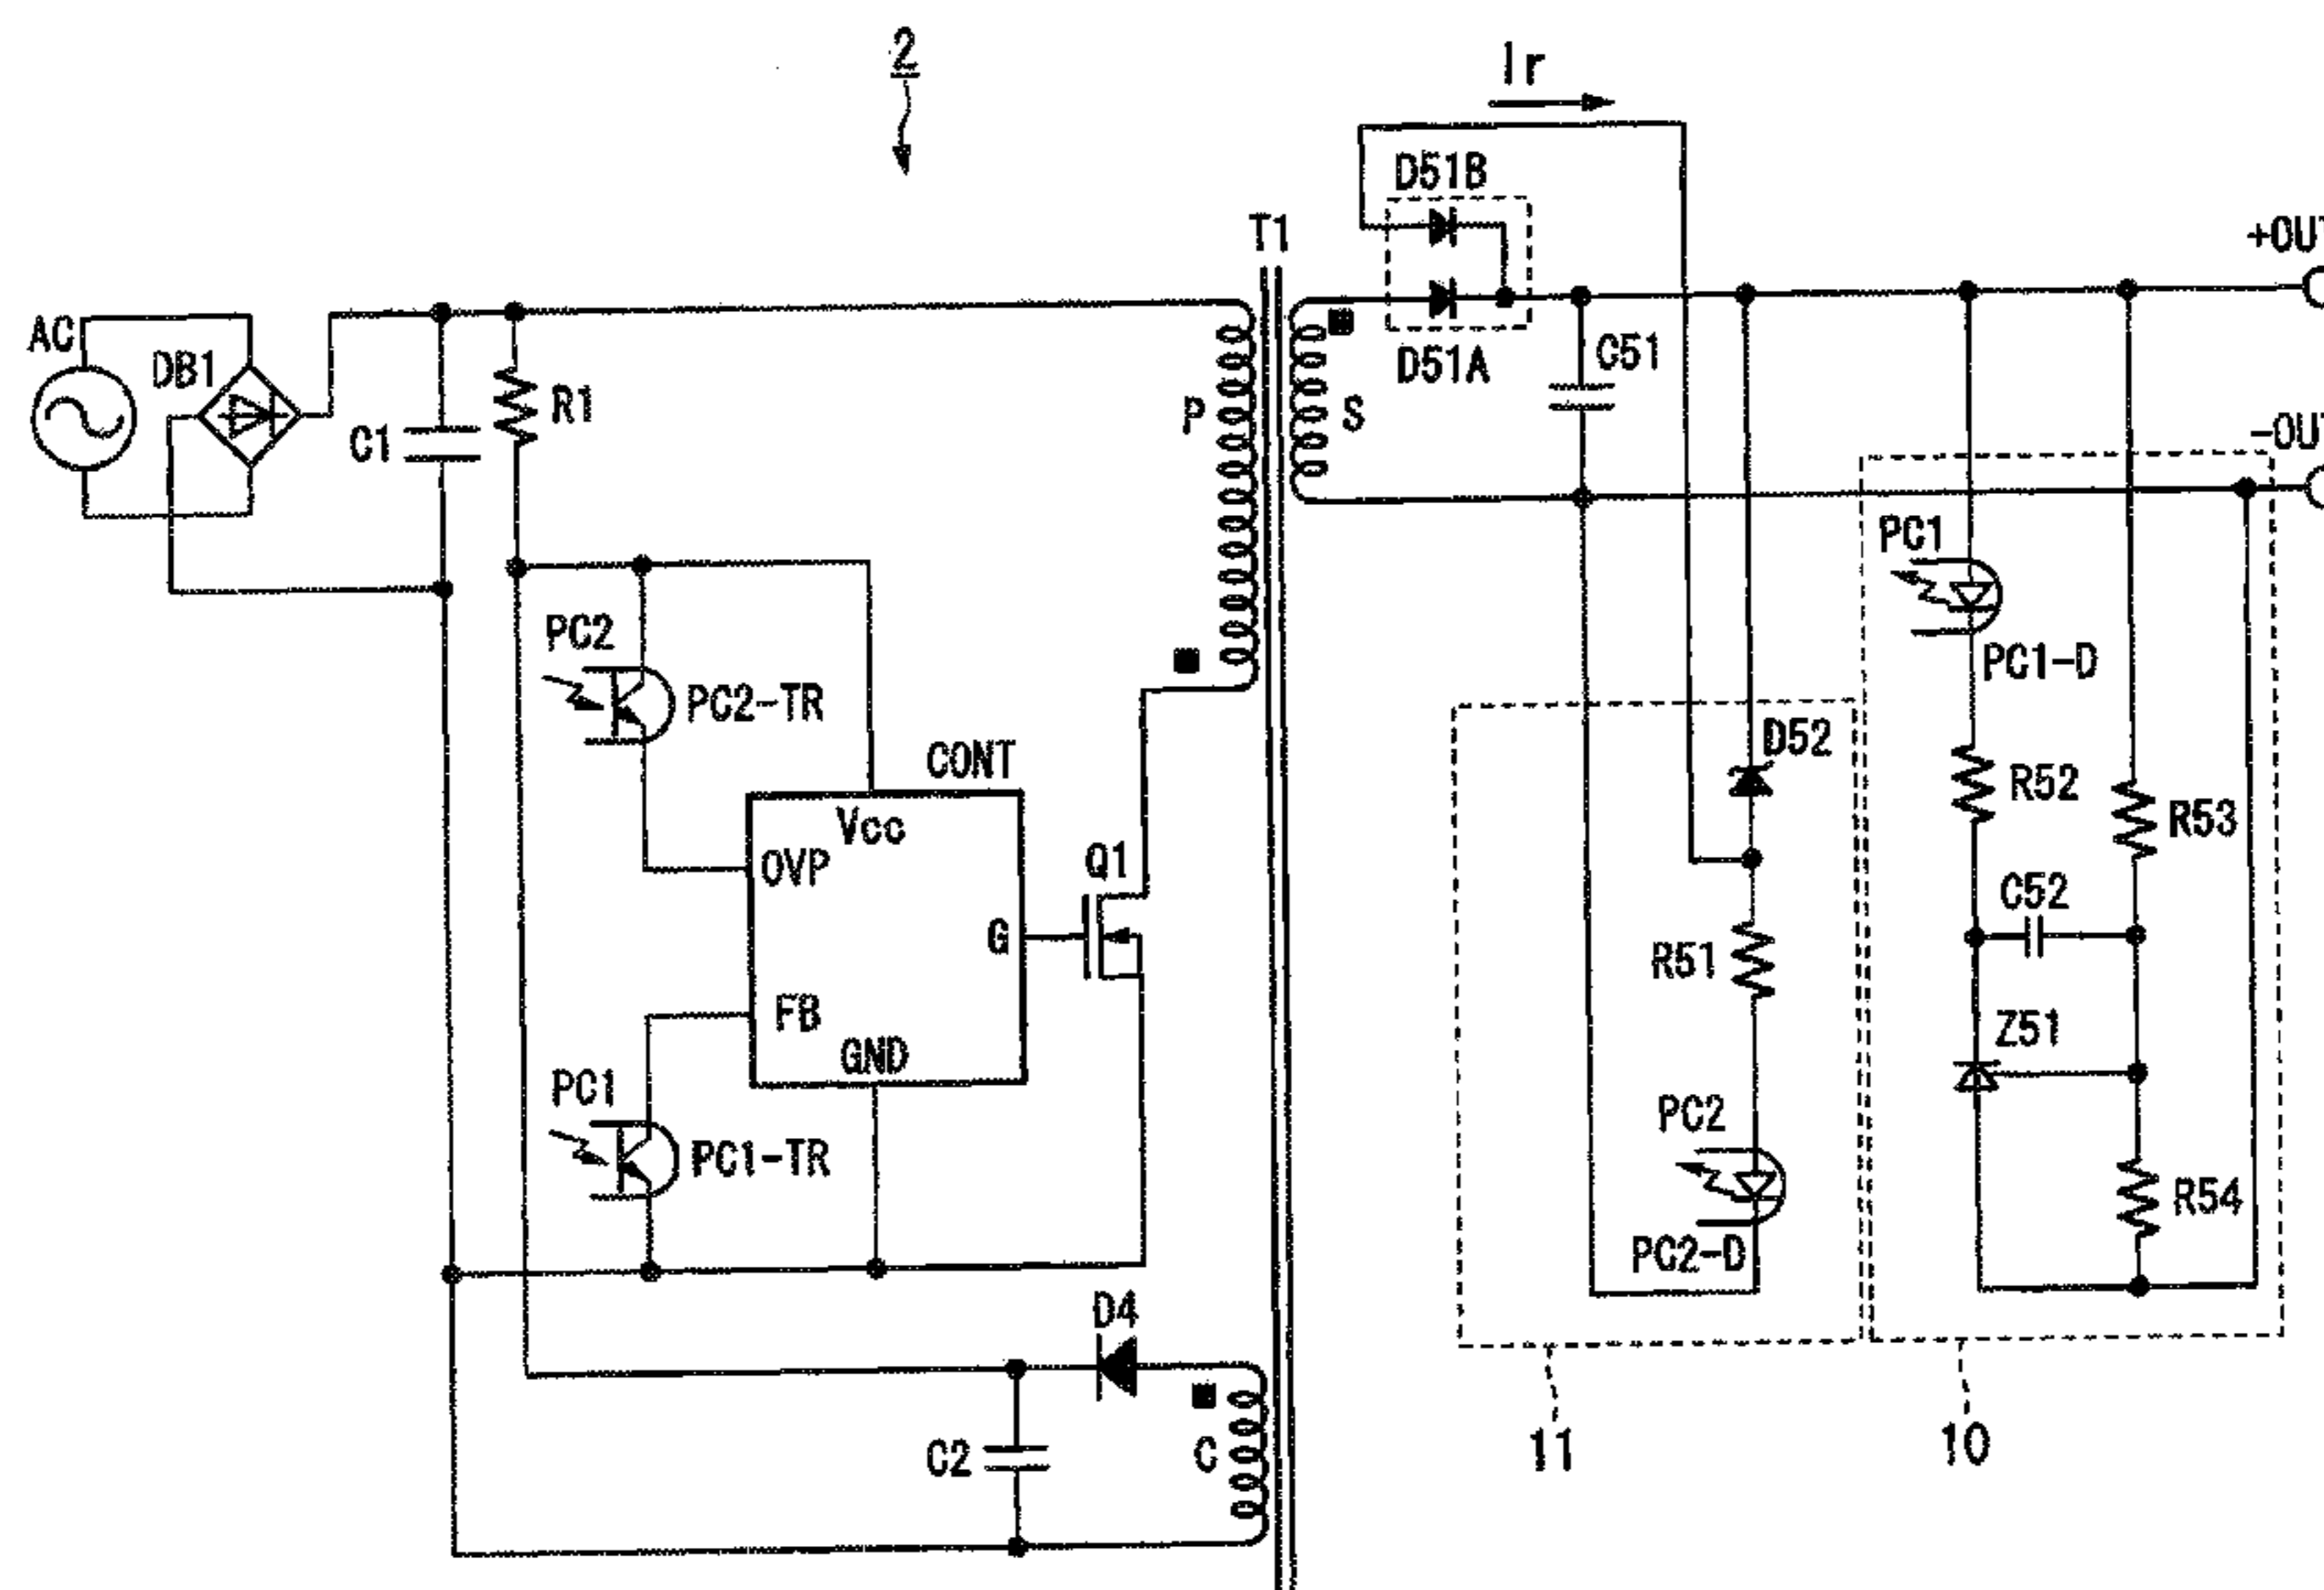 2
Ir
D51B
T1
+OUT
AC
DB1
D51A
C51
R1
C1
P
S
-OUT
PC1
PC2
PC1-D
PC2-TR
D52
CONT
R52
R53
Vcc
OVP
Q1
C52
G
R51
FB
Z51
GND
PC1
PC2
PC1-TR
R54
PC2-D
D4
C2
C
11
10